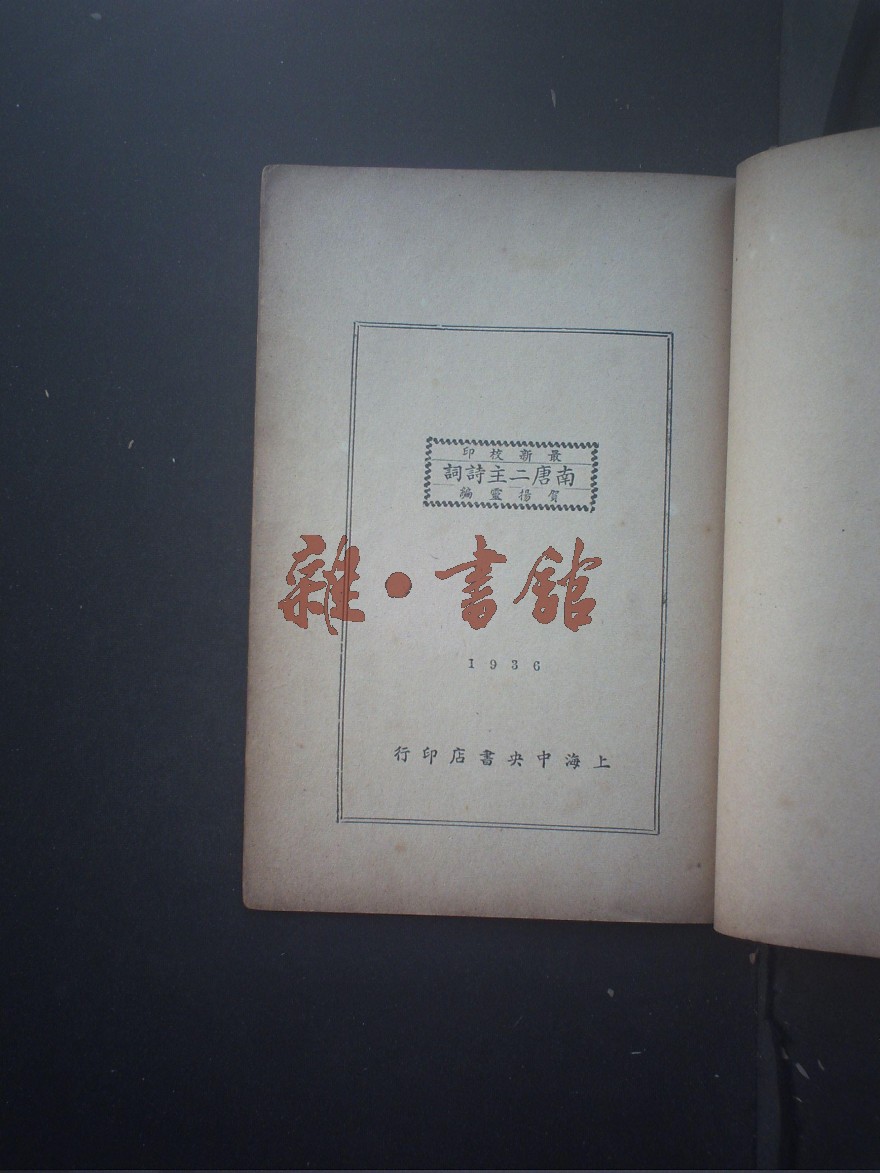 最新校印
南唐二主詩詞
賀揚靈編
雜·書館
1936
上海中央書店印行